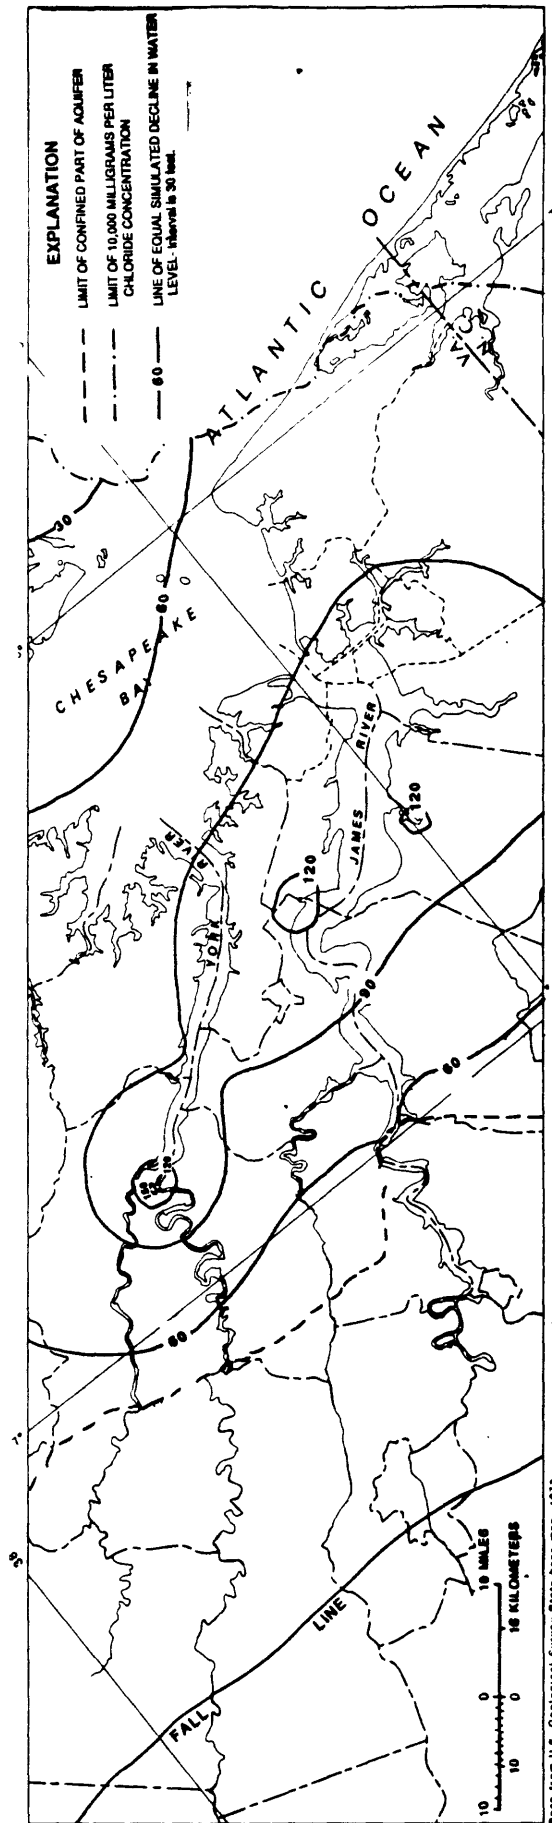 EXPLANATION
LIMIT OF CONFINED PART OF AQUIFER
LIMIT OF 10,000 MILLIGRAMS PER LITER
CHLORIDE CONCENTRATION
60
LINE OF EQUAL SIMULATED DECLINE IN WATER
LEVEL- Interval is 30 feet.
ATLANTIC OCEAN
CHESAPEAKE
BAY
30
60
YORK RIVER
JAMES RIVER
120
120
120
90
60
60
FALL LINE
10 0 10 MILES
10 0 16 KILOMETERS